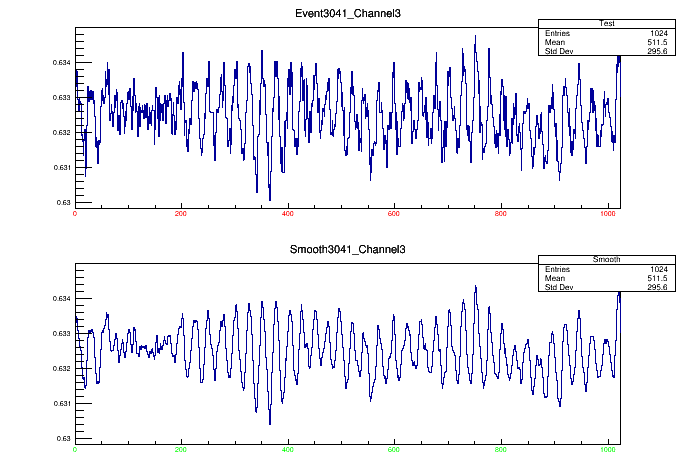 Event3041_Channel3
Test
Entries 1024
Mean 511.5
Std Dev 295.6
0.634
0.633
0.632
0.631
0.63
0 200 400 600 800 1000
Smooth3041_Channel3
Smooth
Entries 1024
Mean 511.5
Std Dev 295.6
0.634
0.633
0.632
0.631
0.63
0 200 400 600 800 1000